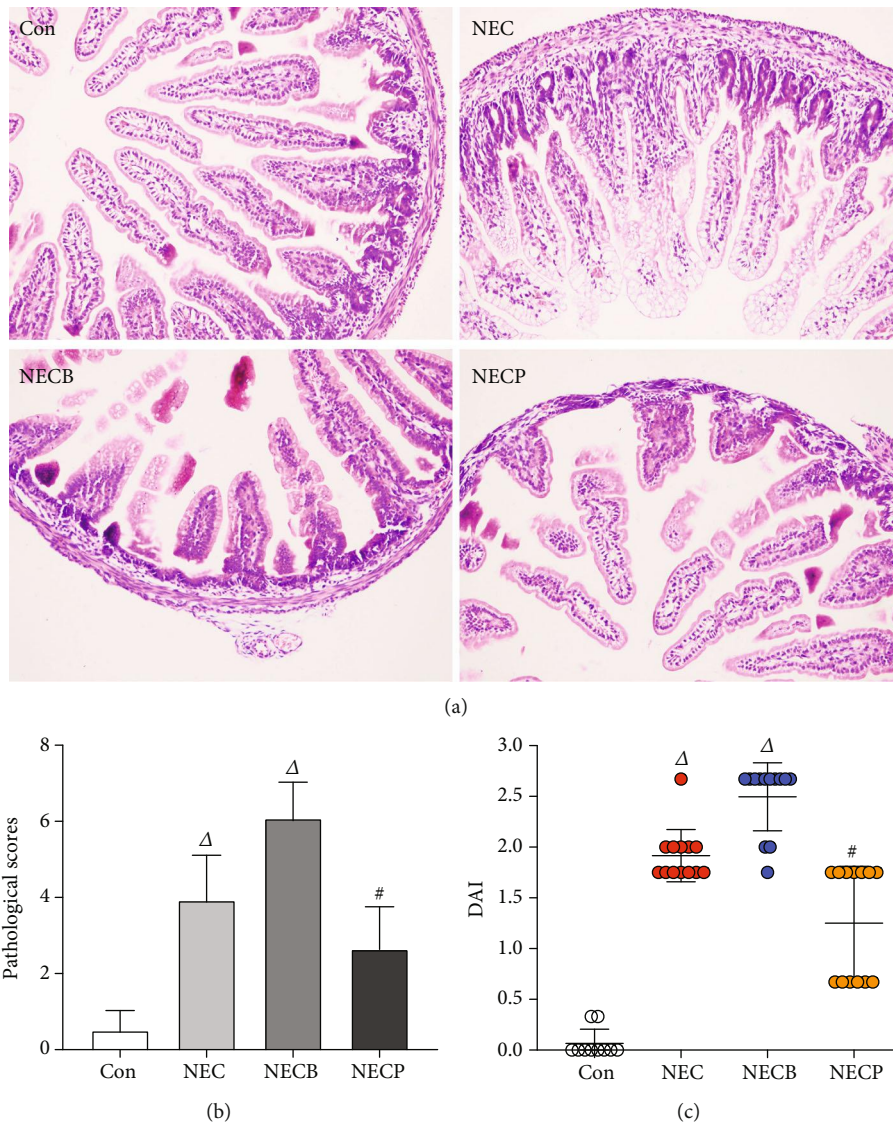 Con
NEC
NECB
NECP
(a)
Pathological scores
8
6
4
2
0
Δ
Δ
#
Con
NEC
NECB
NECP
(b)
DAI
3.0
2.5
2.0
1.5
1.0
0.5
0.0
Δ
Δ
#
Con
NEC
NECB
NECP
(c)